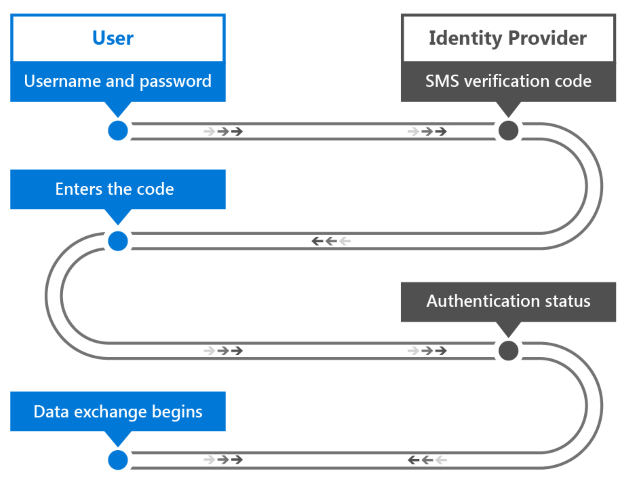 User
Identity Provider
Username and password
SMS verification code
Enters the code
Authentication status
Data exchange begins